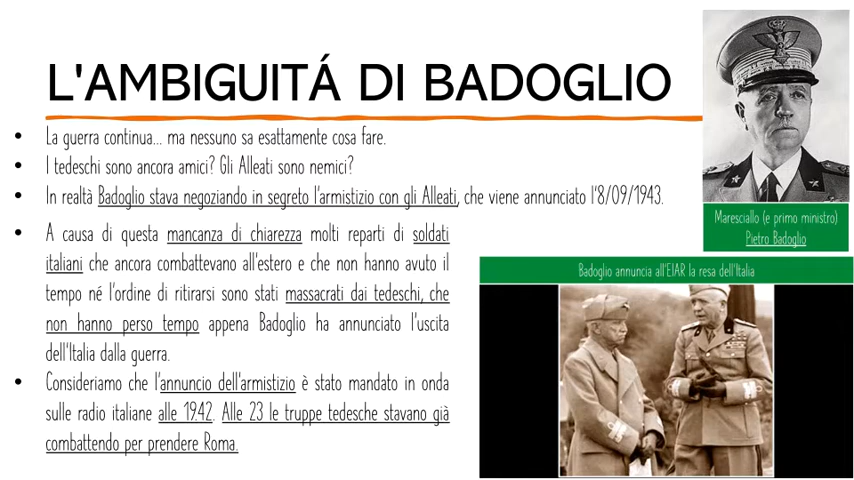 L'AMBIGUITÁ DI BADOGLIO
• La guerra continua... ma nessuno sa esattamente cosa fare.
• I tedeschi sono ancora amici? Gli Alleati sono nemici?
• In realtà Badoglio stava negoziando in segreto l'armistizio con gli Alleati, che viene annunciato l'8/09/1943.
• A causa di questa mancanza di chiarezza molti reparti di soldati
italiani che ancora combattevano all'estero e che non hanno avuto il
tempo né l'ordine di ritirarsi sono stati massacrati dai tedeschi, che
non hanno perso tempo appena Badoglio ha annunciato l'uscita
dell'Italia dalla guerra.
• Consideriamo che l'annuncio dell'armistizio è stato mandato in onda
sulle radio italiane alle 19.42. Alle 23 le truppe tedesche stavano già
combattendo per prendere Roma.
Maresciallo (e primo ministro)
Pietro Badoglio
Badoglio annuncia all'EIAR la resa dell'Italia